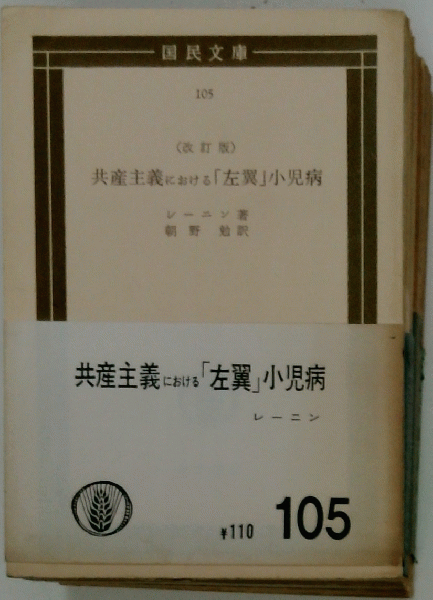 国民文庫
105
(改訂版)
共産主義における「左翼」小児病
レーニン著
朝野勉訳
共産主義における「左翼」小児病
レーニン
¥110
105